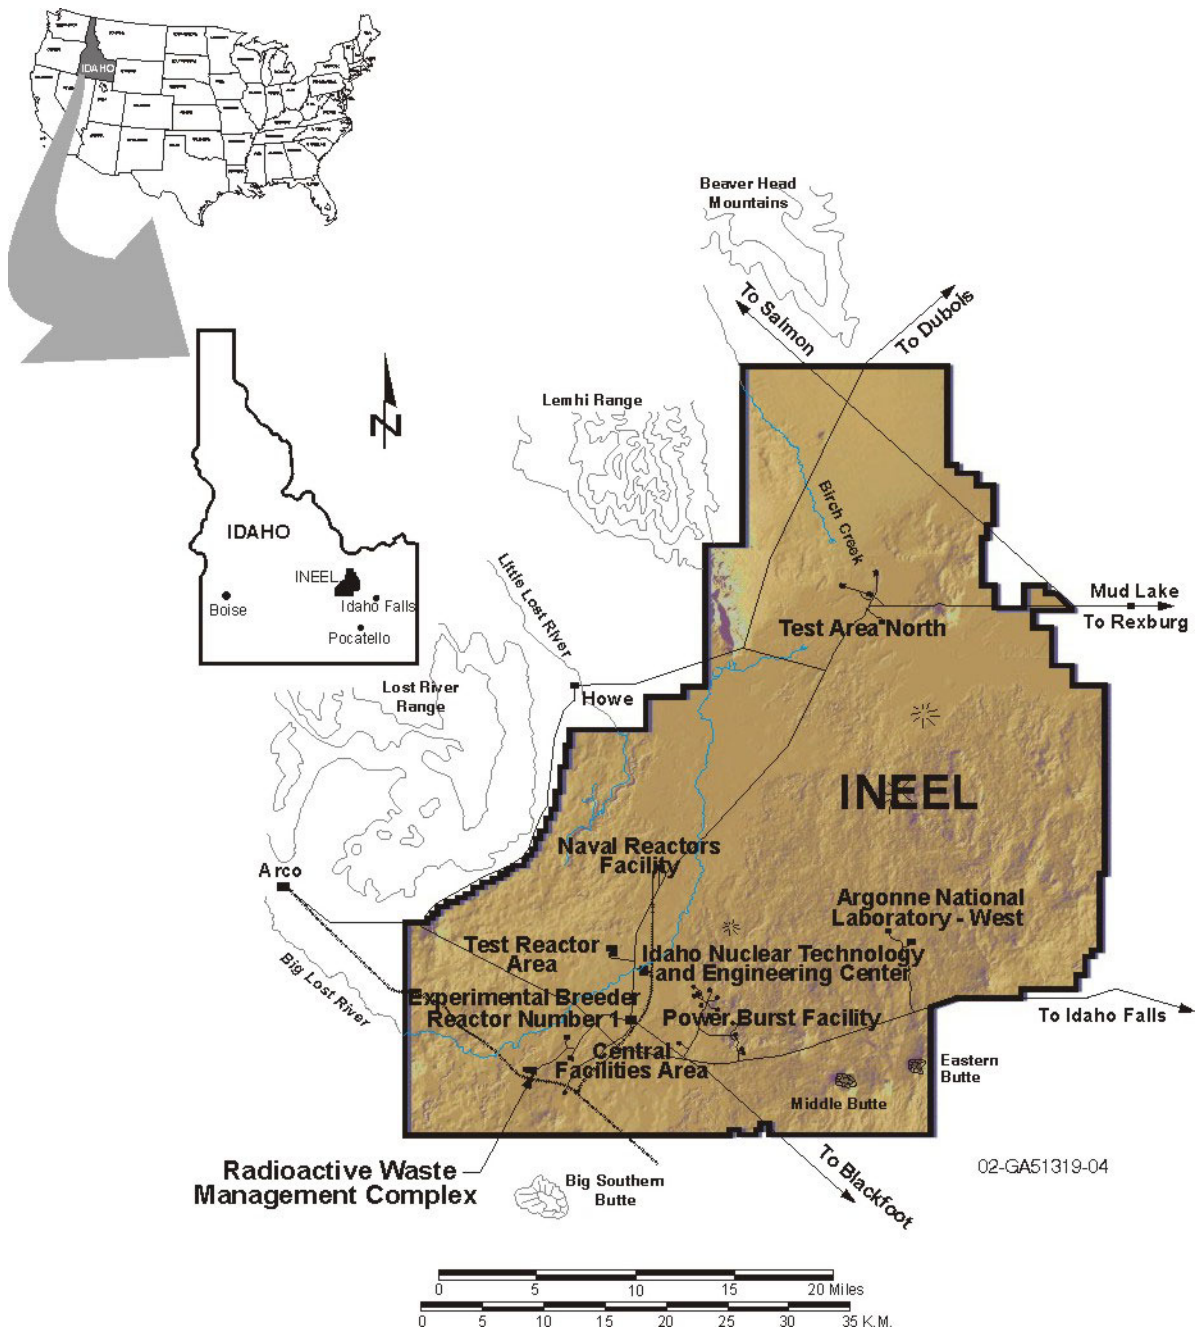 IDAHO
Beaver Head
Mountains
To Salmon
To Dubois
Lemhi Range
N
Birch Creek
IDAHO
INEEL
Boise
Idaho Falls
Pocatello
Little Lost River
Mud Lake
To Rexburg
Test Area North
Lost River
Range
Howe
INEEL
Naval Reactors
Facility
Arco
Argonne National
Laboratory - West
Test Reactor
Area
Idaho Nuclear Technology
and Engineering Center
Big Lost River
Experimental Breeder
Reactor Number 1
Power Burst Facility
To Idaho Falls
Central
Facilities Area
Eastern
Butte
Middle Butte
To Blackfoot
02-GA51319-04
Radioactive Waste
Management Complex
Big Southern
Butte
0 5 10 15 20 Miles
0 5 10 15 20 25 30 35 K.M.